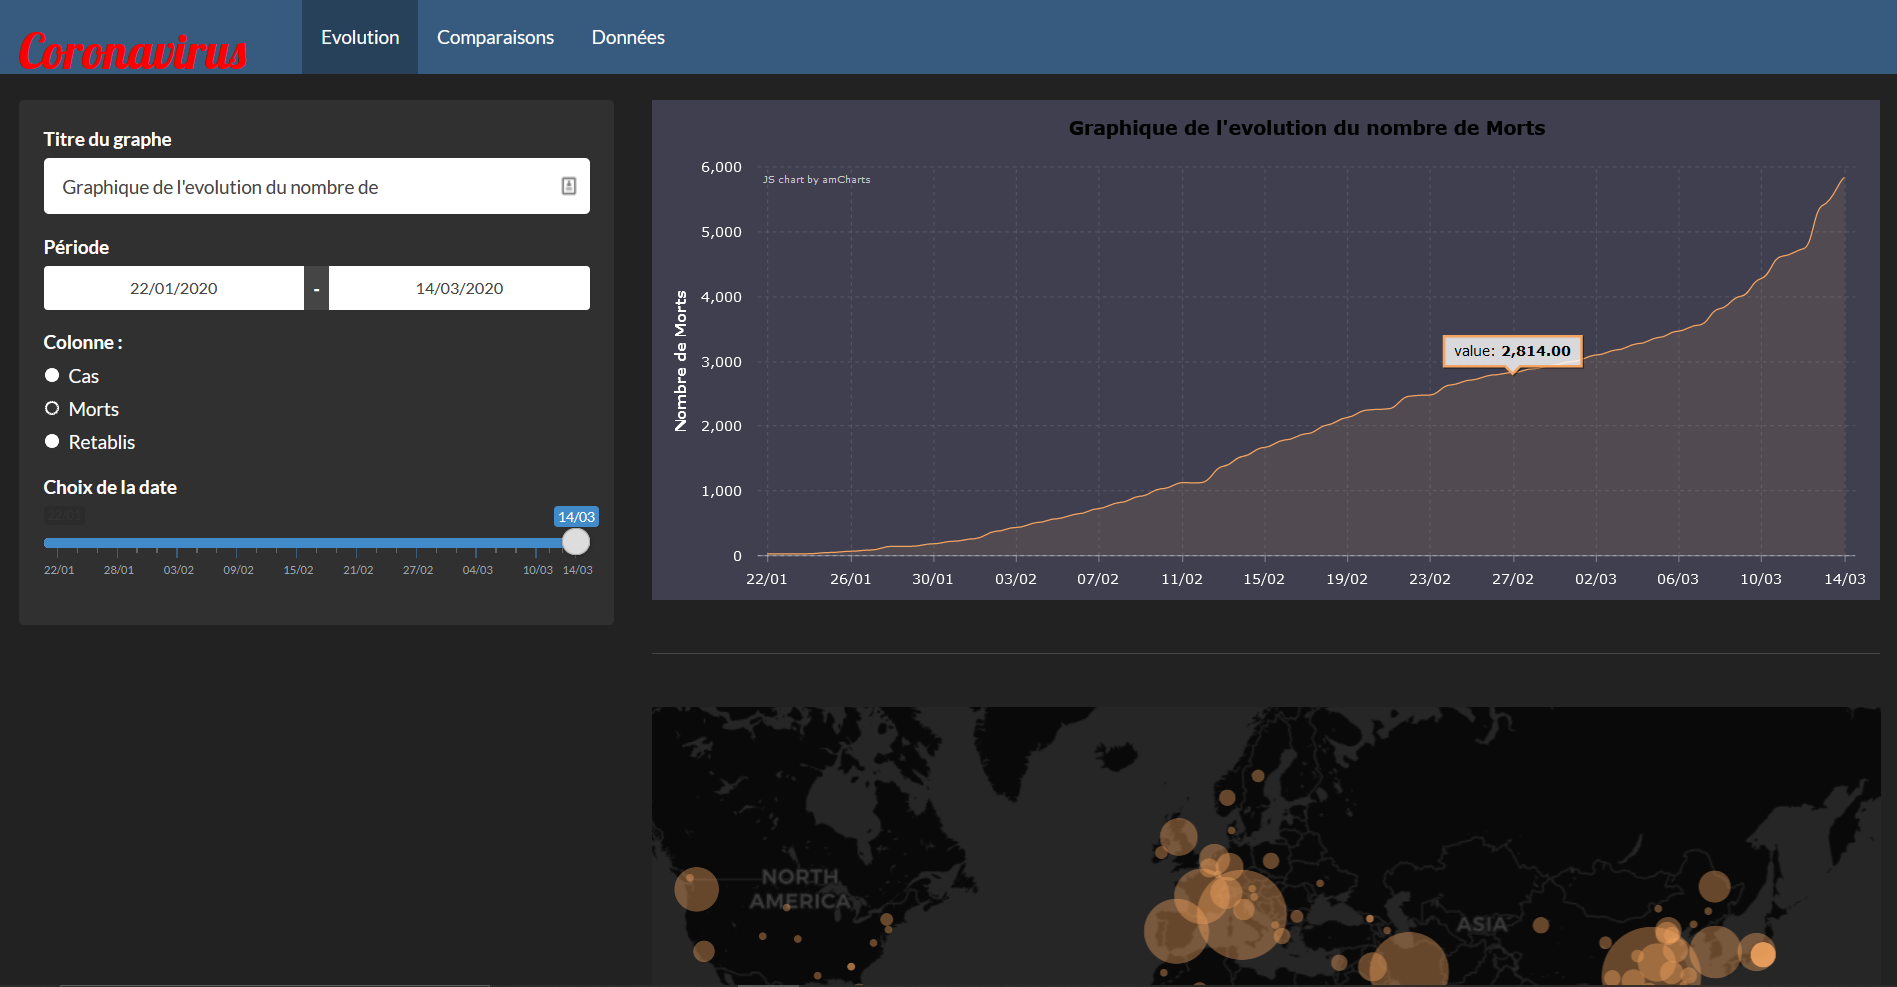 Coronavirus
Evolution Comparaisons Données
Titre du graphe
Graphique de l'evolution du nombre de
Période
22/01/2020 - 14/03/2020
Colonne :
Cas
Morts
Retablis
Choix de la date
22/01 14/03
22/01 28/01 03/02 09/02 15/02 21/02 27/02 04/03 10/03 14/03
Graphique de l'evolution du nombre de Morts
JS chart by amCharts
Nombre de Morts
6,000
5,000
4,000
3,000
2,000
1,000
0
value: 2,814.00
22/01 26/01 30/01 03/02 07/02 11/02 15/02 19/02 23/02 27/02 02/03 06/03 10/03 14/03
NORTH
AMERICA
ASIA